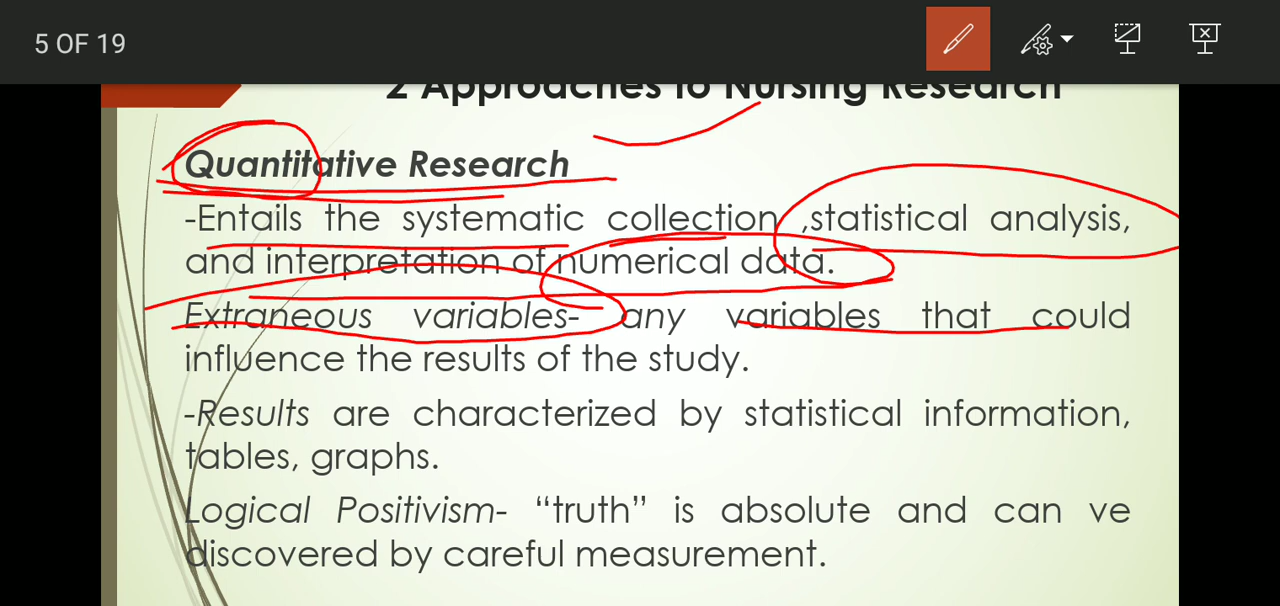 5 OF 19
2 Approaches to Nursing Research
Quantitative Research
-Entails the systematic collection ,statistical analysis,
and interpretation of numerical data.
Extraneous variables- any variables that could
influence the results of the study.
-Results are characterized by statistical information,
tables, graphs.
Logical Positivism- “truth” is absolute and can ve
discovered by careful measurement.